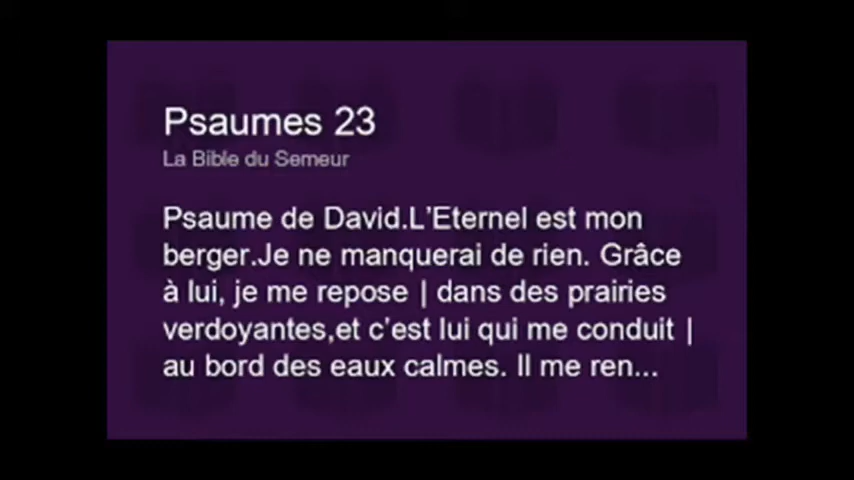 Psaumes 23
La Bible du Semeur
Psaume de David.L’Eternel est mon
berger.Je ne manquerai de rien. Grâce
à lui, je me repose | dans des prairies
verdoyantes,et c’est lui qui me conduit |
au bord des eaux calmes. Il me ren...